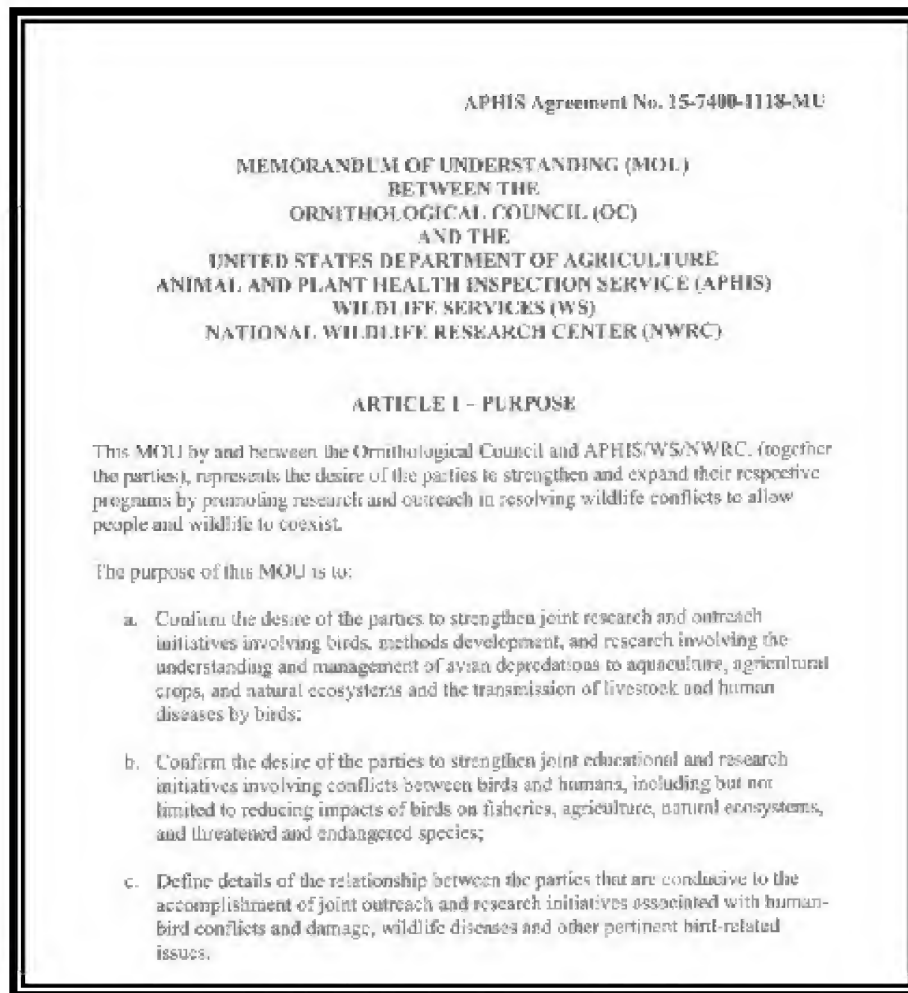 APHIS Agreement No. 15-7400-1118-MU
MEMORANDUM OF UNDERSTANDING (MOU)
BETWEEN THE
ORNITHOLOGICAL COUNCIL (OC)
AND THE
UNITED STATES DEPARTMENT OF AGRICULTURE
ANIMAL AND PLANT HEALTH INSPECTION SERVICE (APHIS)
WILDLIFE SERVICES (WS)
NATIONAL WILDLIFE RESEARCH CENTER (NWRC)
ARTICLE 1 – PURPOSE
This MOU by and between the Ornithological Council and APHIS/WS/NWRC, (together
the parties), represents the desire of the parties to strengthen and expand their respective
programs by promoting research and outreach in resolving wildlife conflicts to allow
people and wildlife to coexist.
The purpose of this MOU is to:
a. Confirm the desire of the parties to strengthen joint research and outreach
initiatives involving birds, methods development, and research involving the
understanding and management of avian depredations to aquaculture, agricultural
crops, and natural ecosystems and the transmission of livestock and human
diseases by birds;
b. Confirm the desire of the parties to strengthen joint educational and research
initiatives involving conflicts between birds and humans, including but not
limited to reducing impacts of birds on fisheries, agriculture, natural ecosystems,
and threatened and endangered species;
c. Define details of the relationship between the parties that are conducive to the
accomplishment of joint outreach and research initiatives associated with human-
bird conflicts and damage, wildlife diseases and other pertinent bird-related
issues.